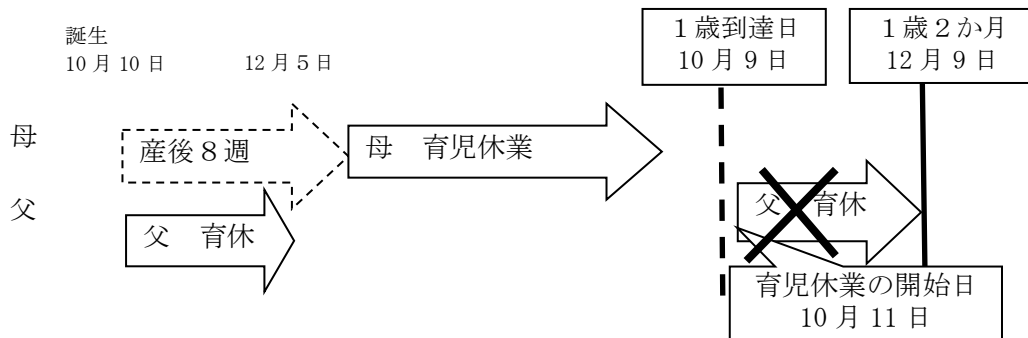 誕生
10月10日 12月5日
1歳到達日
10月9日
1歳2か月
12月9日
母
産後8週
母 育児休業
父
父 育休
父 育休
育児休業の開始日
10月11日